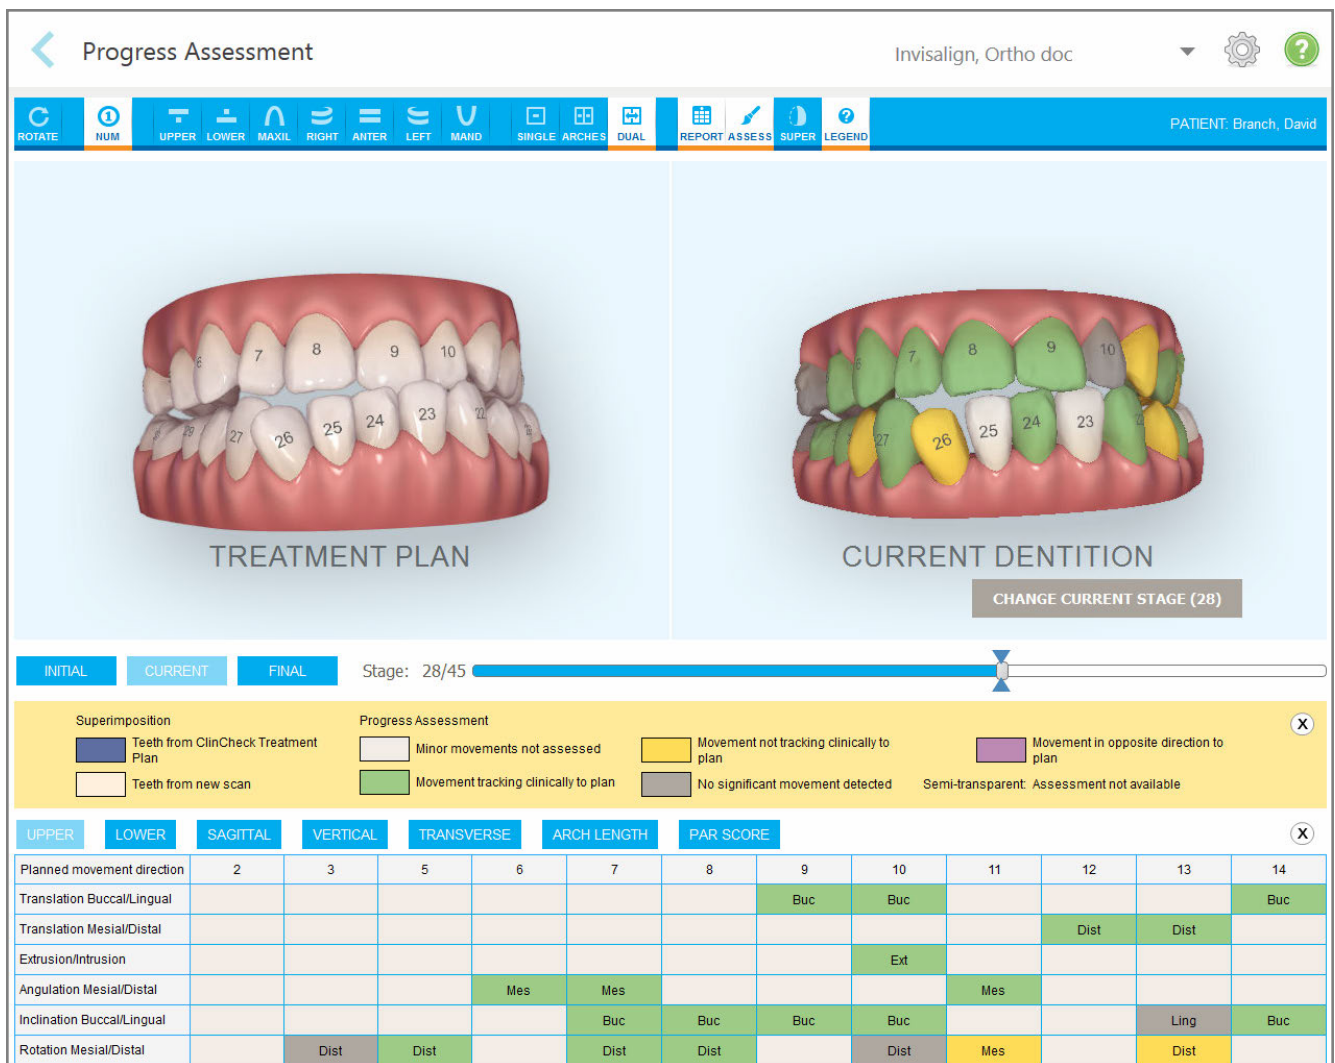 Progress Assessment
Invisalign, Ortho doc
?
ROTATE
1
NUM
UPPER LOWER MAXIL RIGHT ANTER LEFT MAND
SINGLE ARCHES DUAL
REPORT ASSESS SUPER LEGEND
PATIENT: Branch, David
6 7 8 9 10
29 27 26 25 24 23 22
TREATMENT PLAN
6 7 8 9 10
27 26 25 24 23
CURRENT DENTITION
CHANGE CURRENT STAGE (28)
INITIAL CURRENT FINAL Stage: 28/45
Superimposition
Teeth from ClinCheck Treatment
Plan
Teeth from new scan
Progress Assessment
Minor movements not assessed
Movement tracking clinically to plan
Movement not tracking clinically to
plan
No significant movement detected
Movement in opposite direction to
plan
Semi-transparent: Assessment not available
X
UPPER LOWER SAGITTAL VERTICAL TRANSVERSE ARCH LENGTH PAR SCORE X
Planned movement direction 2 3 5 6 7 8 9 10 11 12 13 14
Translation Buccal/Lingual Buc Buc Buc
Translation Mesial/Distal Dist Dist
Extrusion/Intrusion Ext
Angulation Mesial/Distal Mes Mes Mes
Inclination Buccal/Lingual Buc Buc Buc Buc Ling Buc
Rotation Mesial/Distal Dist Dist Dist Dist Dist Mes Dist